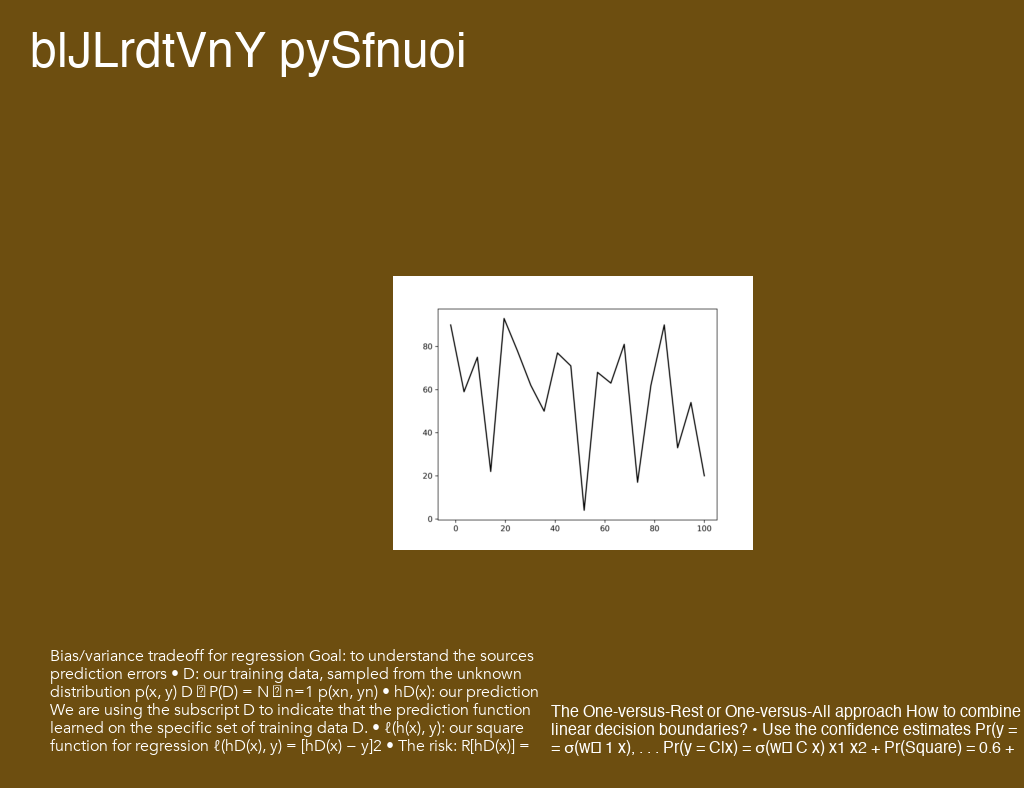 blJLrdtVnY pySfnuoi
80
60
40
20
0
0 20 40 60 80 100
Bias/variance tradeoff for regression Goal: to understand the sources
prediction errors • D: our training data, sampled from the unknown
distribution p(x, y) D P(D) = N n=1 p(xn, yn) • hD(x): our prediction
We are using the subscript D to indicate that the prediction function
learned on the specific set of training data D. • ℓ(h(x), y): our square
function for regression ℓ(hD(x), y) = [hD(x) − y]2 • The risk: R[hD(x)] =
The One-versus-Rest or One-versus-All approach How to combine
linear decision boundaries? • Use the confidence estimates Pr(y =
= σ(w 1 x), . . . Pr(y = C|x) = σ(w C x) x1 x2 + Pr(Square) = 0.6 +